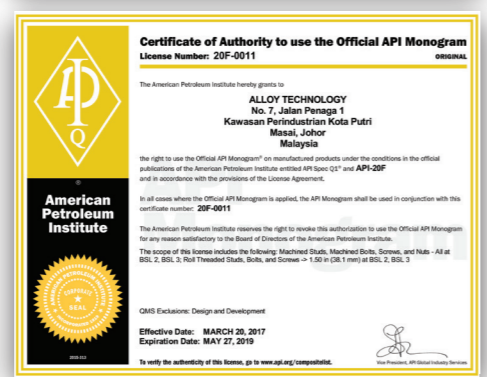 Certificate of Authority to use the Official API Monogram
License Number: 20F-0011
ORIGINAL
The American Petroleum Institute hereby grants to
ALLOY TECHNOLOGY
No. 7, Jalan Penaga 1
Kawasan Perindustrian Kota Putri
Masai, Johor
Malaysia
the right to use the Official API Monogram® on manufactured products under the conditions in the official
publications of the American Petroleum Institute entitled API Spec Q1® and API-20F
and in accordance with the provisions of the License Agreement.
In all cases where the Official API Monogram is applied, the API Monogram shall be used in conjunction with this
certificate number: 20F-0011
The American Petroleum Institute reserves the right to revoke this authorization to use the Official API Monogram
for any reason satisfactory to the Board of Directors of the American Petroleum Institute.
The scope of this license includes the following: Machined Studs, Machined Bolts, Screws, and Nuts - All at
BSL 2, BSL 3; Roll Threaded Studs, Bolts, and Screws -> 1.50 in (38.1 mm) at BSL 2, BSL 3
QMS Exclusions: Design and Development
Effective Date: MARCH 20, 2017
Expiration Date: MAY 27, 2019
To verify the authenticity of this license, go to www.api.org/compositelist.
Vice President, API Global Industry Services
API
Q
®
American
Petroleum
Institute
AMERICAN PETROLEUM INSTITUTE
CORPORATE
SEAL